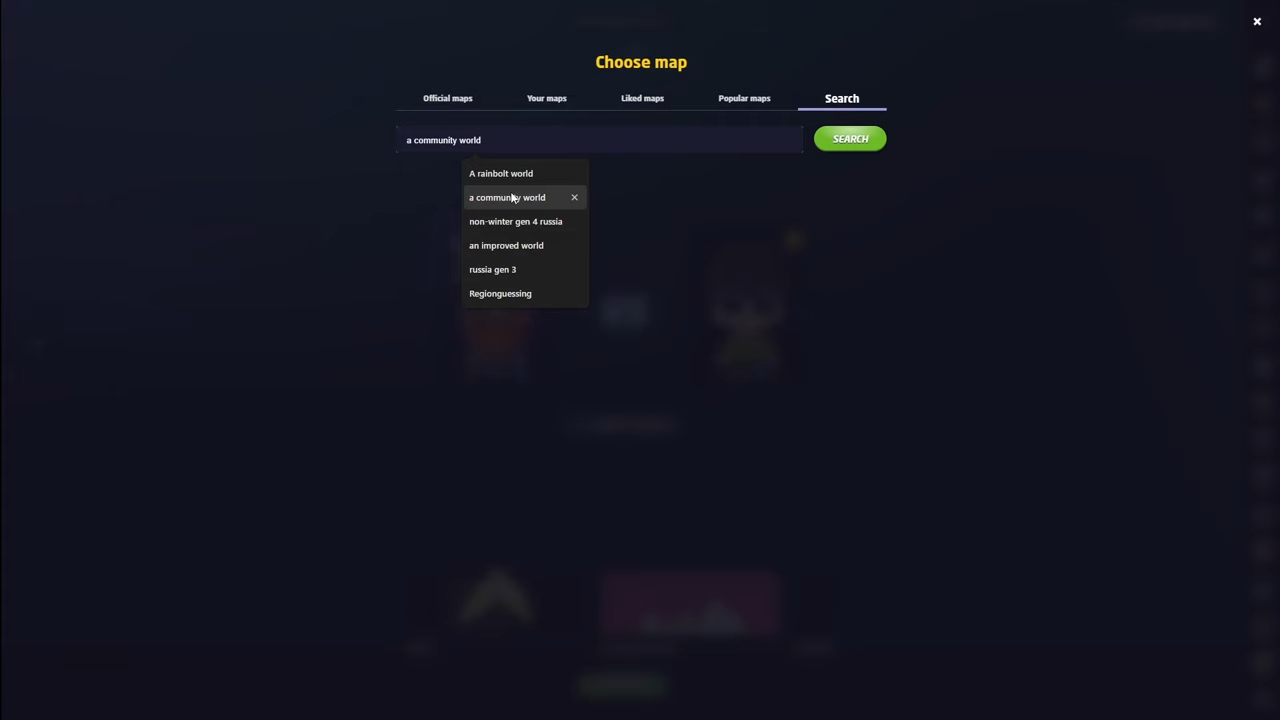 Choose map
Official maps
Your maps
Liked maps
Popular maps
Search
a community world
SEARCH
A rainbolt world
a community world
non-winter gen 4 russia
an improved world
russia gen 3
Regionguessing